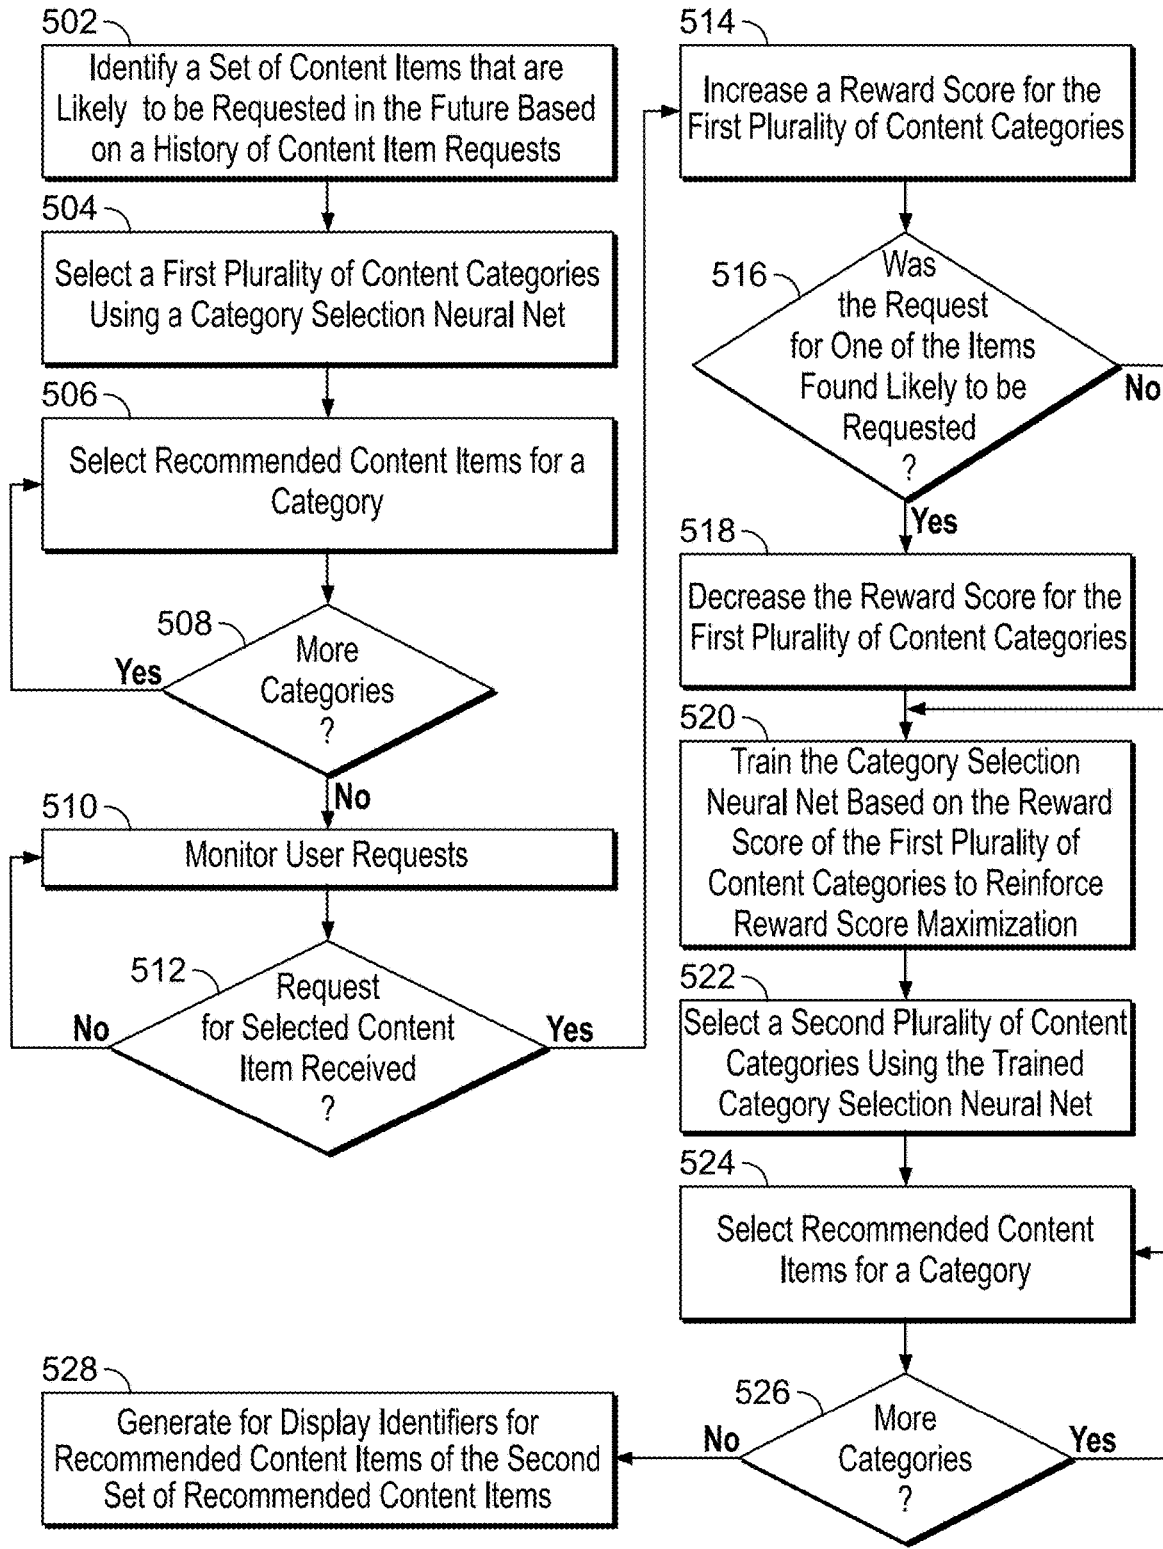 502
Identify a Set of Content Items that are
Likely to be Requested in the Future Based
on a History of Content Item Requests
504
Select a First Plurality of Content Categories
Using a Category Selection Neural Net
506
Select Recommended Content Items for a
Category
508
More
Categories
?
Yes
No
510
Monitor User Requests
512
Request
for Selected Content
Item Received
?
No
Yes
514
Increase a Reward Score for the
First Plurality of Content Categories
516
Was
the Request
for One of the Items
Found Likely to be
Requested
?
No
Yes
518
Decrease the Reward Score for the
First Plurality of Content Categories
520
Train the Category Selection
Neural Net Based on the Reward
Score of the First Plurality of
Content Categories to Reinforce
Reward Score Maximization
522
Select a Second Plurality of Content
Categories Using the Trained
Category Selection Neural Net
524
Select Recommended Content
Items for a Category
526
More
Categories
?
No
Yes
528
Generate for Display Identifiers for
Recommended Content Items of the Second
Set of Recommended Content Items